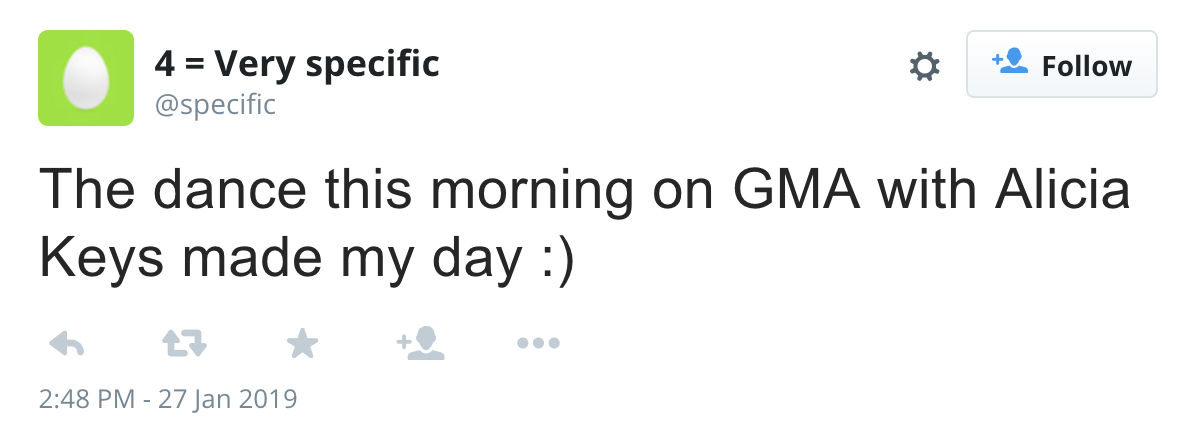 4 = Very specific
@specific
Follow
The dance this morning on GMA with Alicia
Keys made my day :)
2:48 PM - 27 Jan 2019